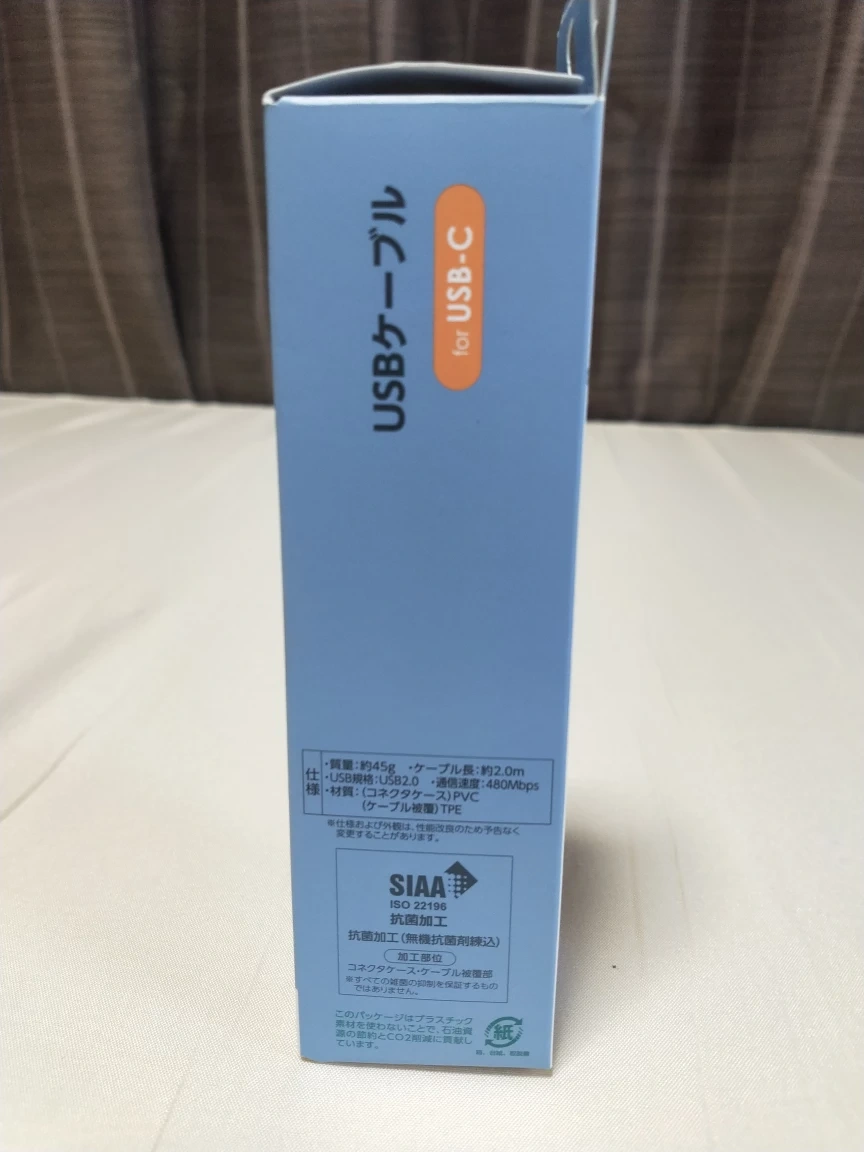 USBケーブル
for USB-C
仕様
・質量：約45g ・ケーブル長：約2.0m
・USB規格：USB2.0 ・通信速度：480Mbps
・材質：（コネクタケース）PVC
（ケーブル被覆）TPE
※仕様および外観は、性能改良のため予告なく
変更することがあります。
SIAA
ISO 22196
抗菌加工
抗菌加工（無機抗菌剤練込）
加工部位
コネクタケース・ケーブル被覆部
※すべての雑菌の抑制を保証するもの
ではありません。
このパッケージはプラスチック
素材を使わないことで、石油資
源の節約とCO2削減に貢献し
ています。
紙